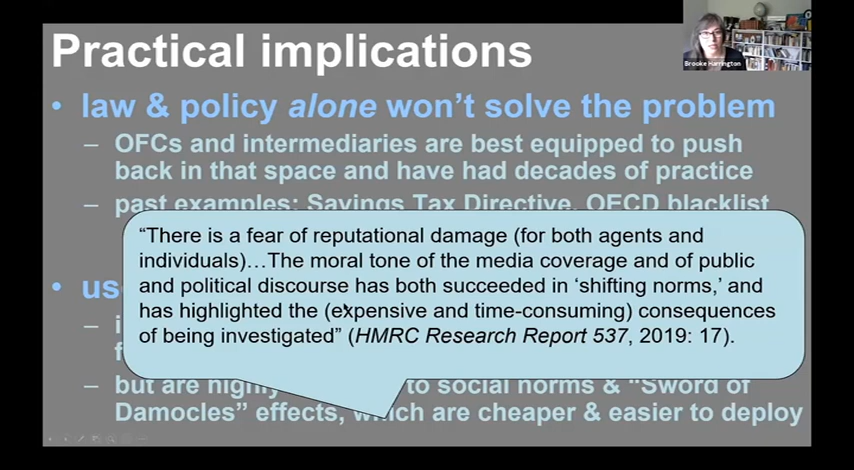 Practical implications
Brooke Harrington
• law & policy alone won't solve the problem
– OFCs and intermediaries are best equipped to push
back in that space and have had decades of practice
– past examples: Savings Tax Directive, OECD blacklist
"There is a fear of reputational damage (for both agents and
individuals)…The moral tone of the media coverage and of public
and political discourse has both succeeded in 'shifting norms,' and
has highlighted the (expensive and time-consuming) consequences
of being investigated" (HMRC Research Report 537, 2019: 17).
– but are highly to social norms & "Sword of
Damocles" effects, which are cheaper & easier to deploy